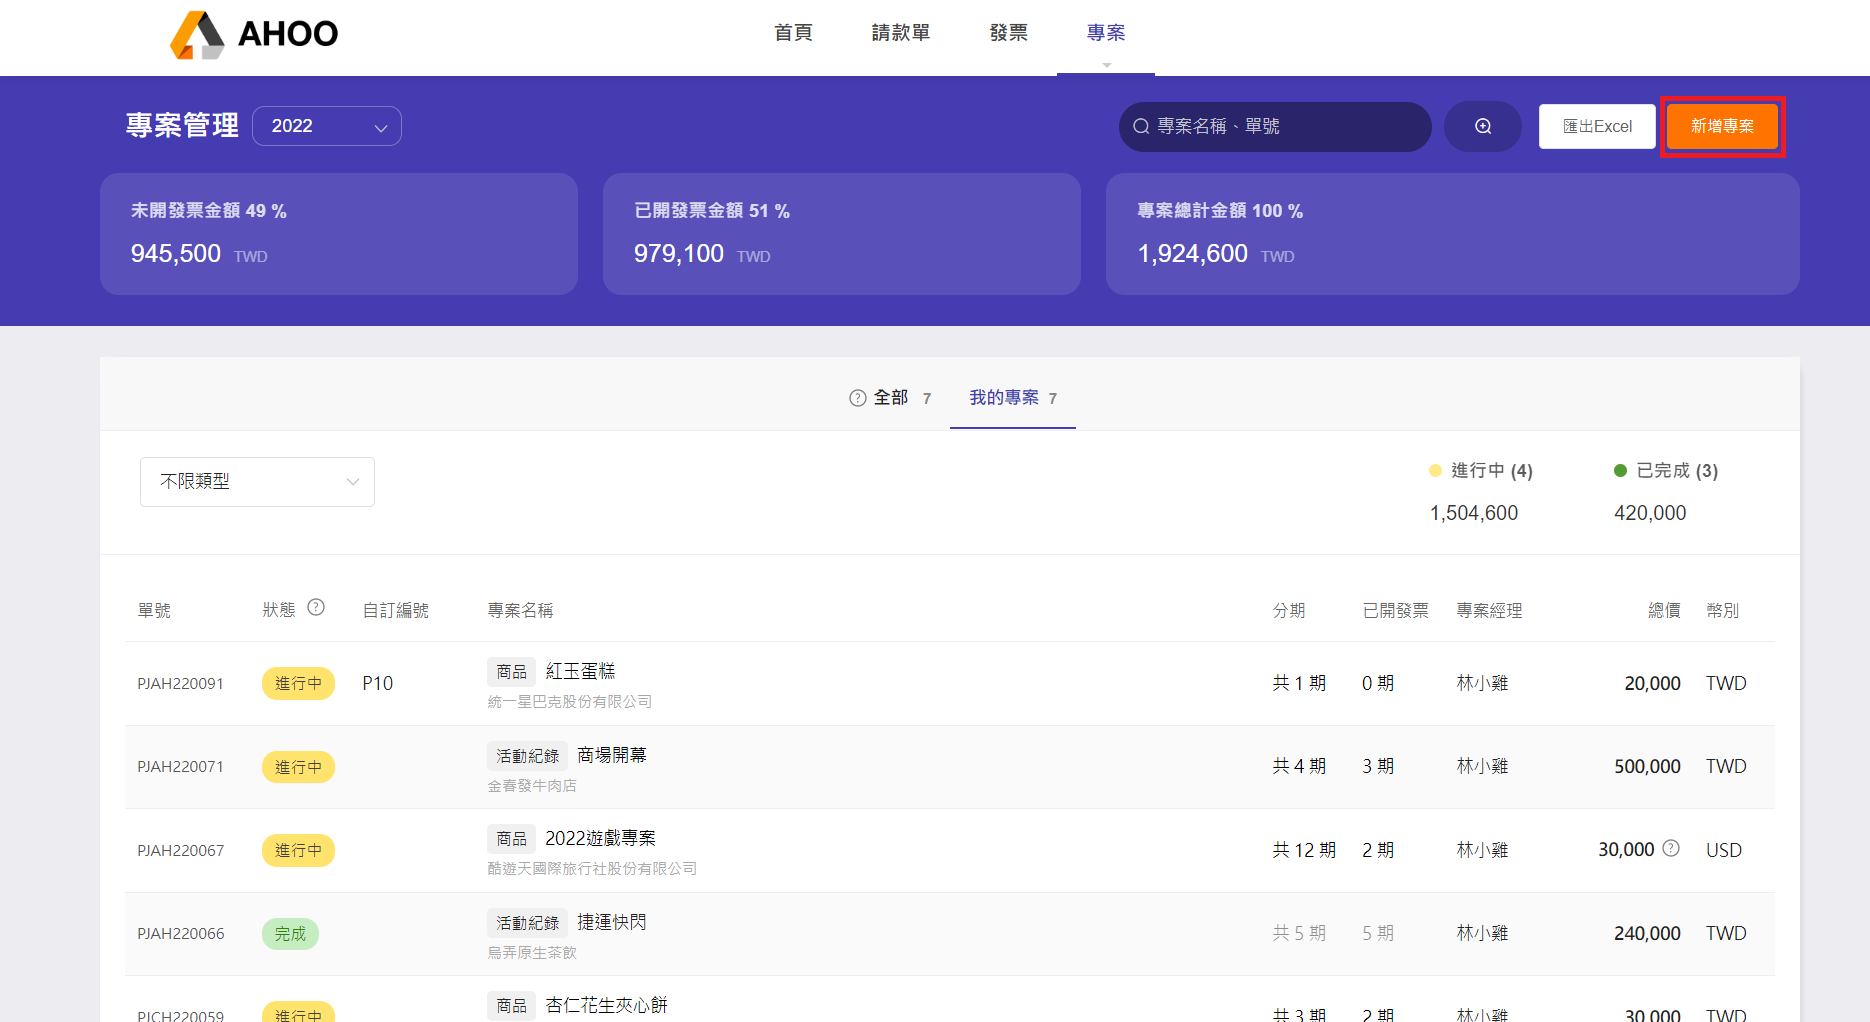 AHOO
首頁 請款單 發票 專案
專案管理 2022 專案名稱、單號 匯出Excel 新增專案
未開發票金額 49 % 已開發票金額 51 % 專案總計金額 100 %
945,500 TWD 979,100 TWD 1,924,600 TWD
全部 7 我的專案 7
不限類型 進行中 (4) 已完成 (3)
1,504,600 420,000
單號 狀態 自訂編號 專案名稱 分期 已開發票 專案經理 總價 幣別
PJAH220091 進行中 P10 商品 紅玉蛋糕 共 1 期 0 期 林小雞 20,000 TWD
統一星巴克股份有限公司
PJAH220071 進行中 活動紀錄 商場開幕 共 4 期 3 期 林小雞 500,000 TWD
金春發牛肉店
PJAH220067 進行中 商品 2022遊戲專案 共 12 期 2 期 林小雞 30,000 USD
酷遊天國際旅行社股份有限公司
PJAH220066 完成 活動紀錄 捷運快閃 共 5 期 5 期 林小雞 240,000 TWD
烏弄原生茶飲
PJCH220059 進行中 商品 杏仁花生夾心餅 共 3 期 2 期 林小雞 30,000 TWD